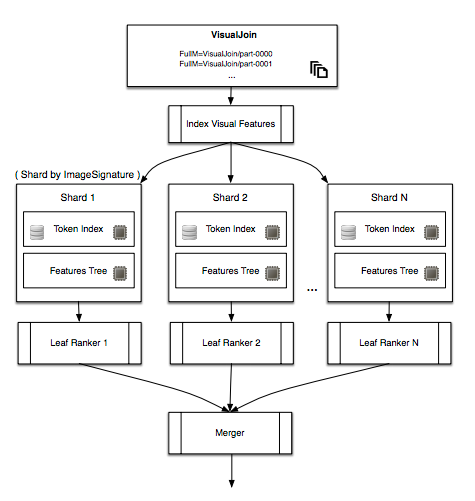 VisualJoin
FullM=VisualJoin/part-0000
FullM=VisualJoin/part-0001
...
Index Visual Features
( Shard by ImageSignature )
Shard 1
Token Index
Features Tree
Shard 2
Token Index
Features Tree
...
Shard N
Token Index
Features Tree
Leaf Ranker 1
Leaf Ranker 2
Leaf Ranker N
Merger